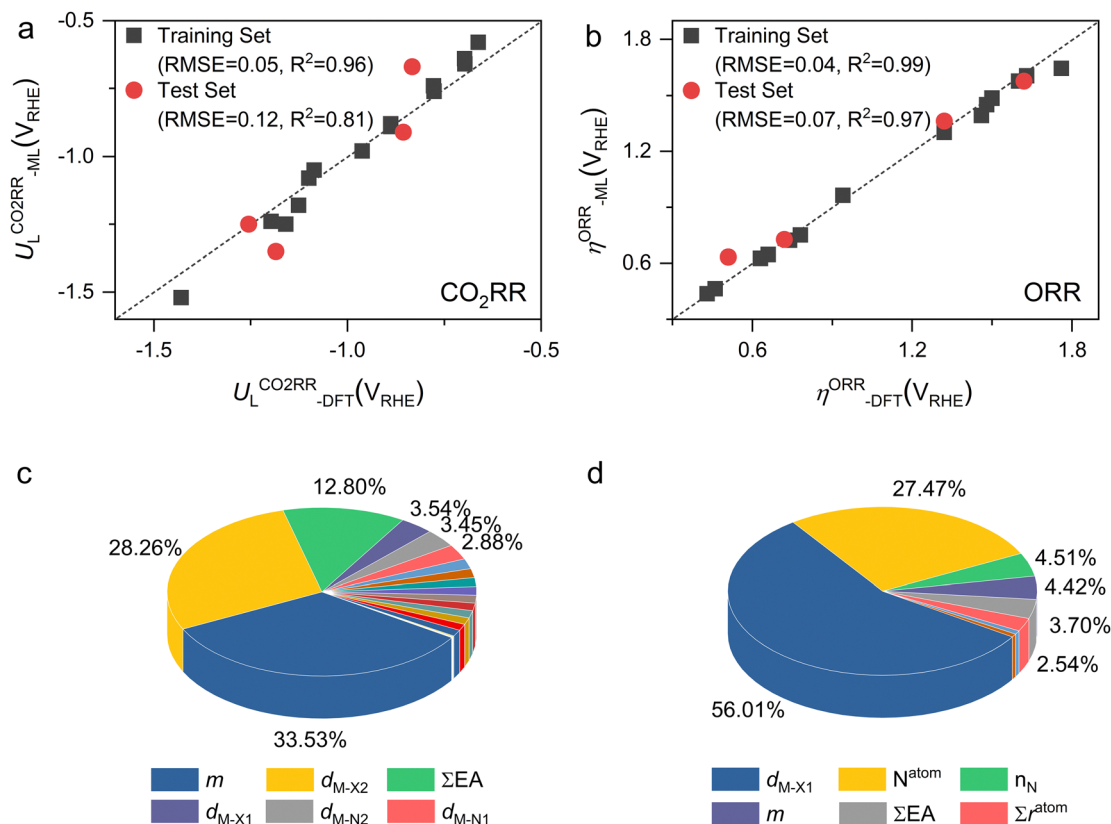 a
-0.5
-1.0
-1.5
Training Set
(RMSE=0.05, R²=0.96)
Test Set
(RMSE=0.12, R²=0.81)
CO₂RR
-1.5 -1.0 -0.5
U_L^CO2RR_-ML(V_RHE)
U_L^CO2RR_-DFT(V_RHE)
b
1.8
1.2
0.6
Training Set
(RMSE=0.04, R²=0.99)
Test Set
(RMSE=0.07, R²=0.97)
ORR
0.6 1.2 1.8
η^ORR_-ML(V_RHE)
η^ORR_-DFT(V_RHE)
c
12.80%
3.54%
3.45%
2.88%
28.26%
33.53%
m d_M-X2 ΣEA
d_M-X1 d_M-N2 d_M-N1
d
27.47%
4.51%
4.42%
3.70%
2.54%
56.01%
d_M-X1 N^atom n_N
m ΣEA Σr^atom